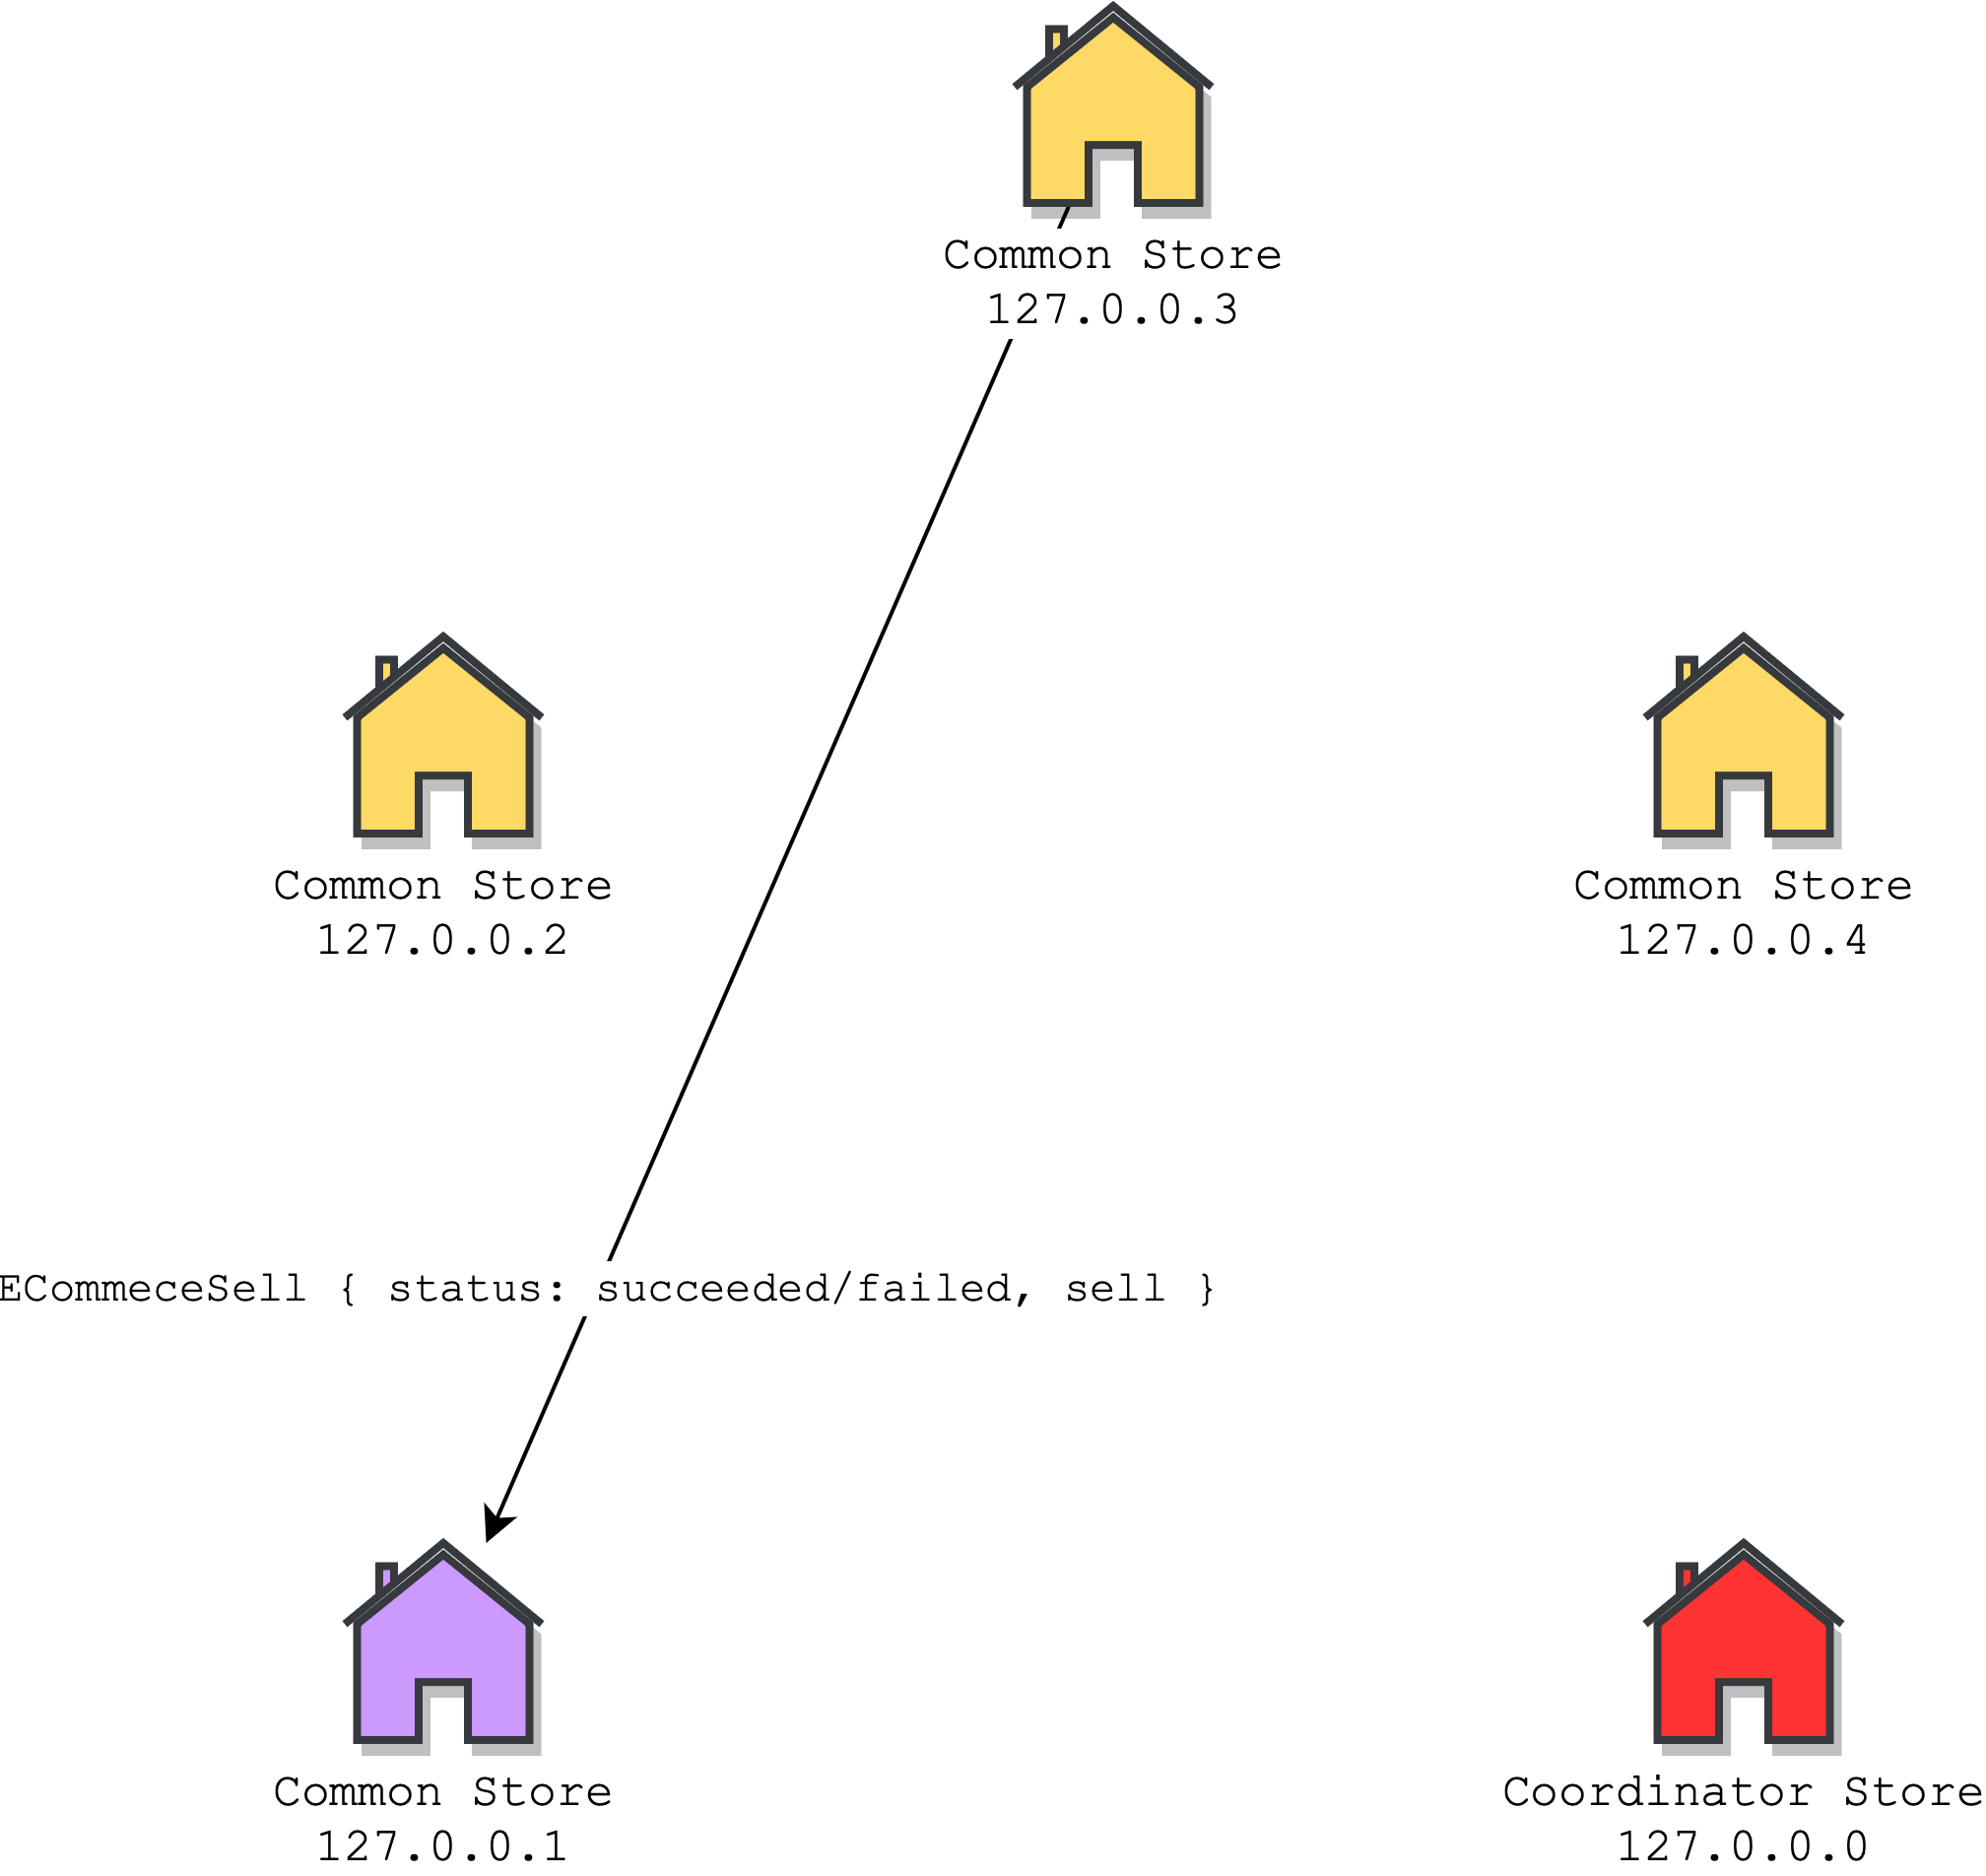 Common Store
127.0.0.3
Common Store
127.0.0.2
Common Store
127.0.0.4
ECommeceSell { status: succeeded/failed, sell }
Common Store
127.0.0.1
Coordinator Store
127.0.0.0